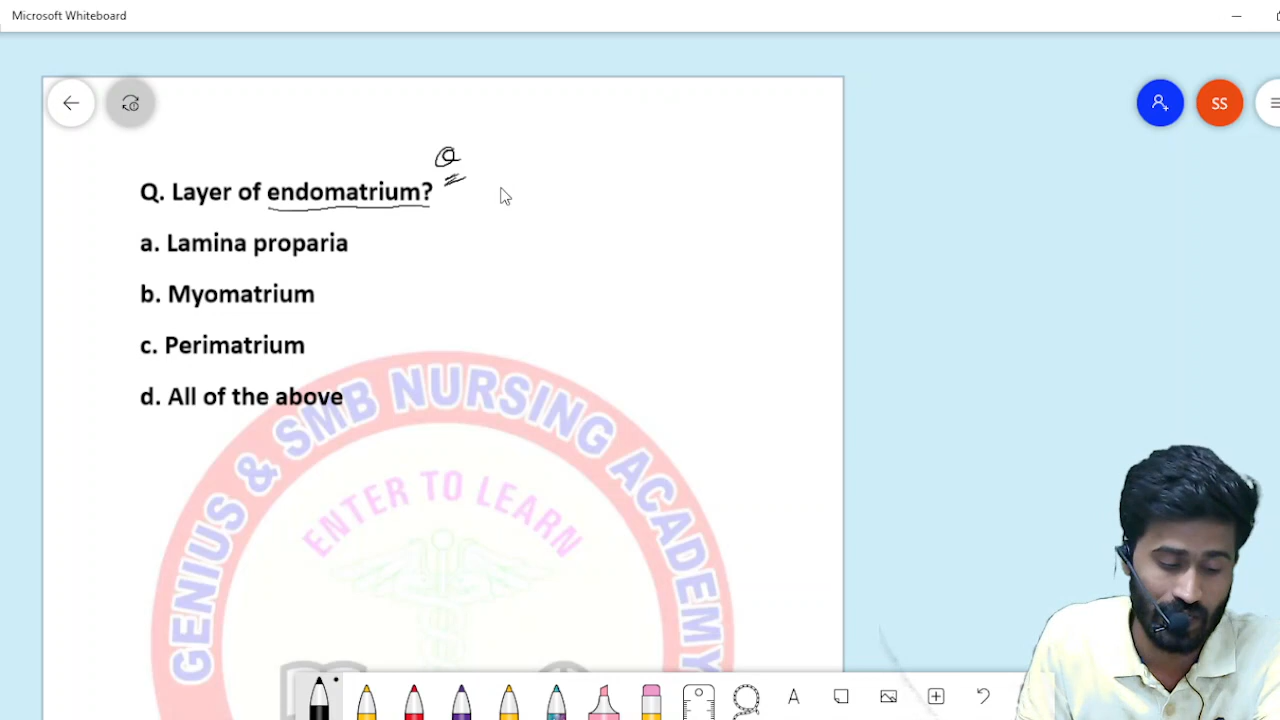 Microsoft Whiteboard
SS
a
Q. Layer of endomatrium?
a. Lamina proparia
b. Myomatrium
c. Perimatrium
d. All of the above
GENIUS & SMB NURSING ACADEMY
ENTER TO LEARN
A